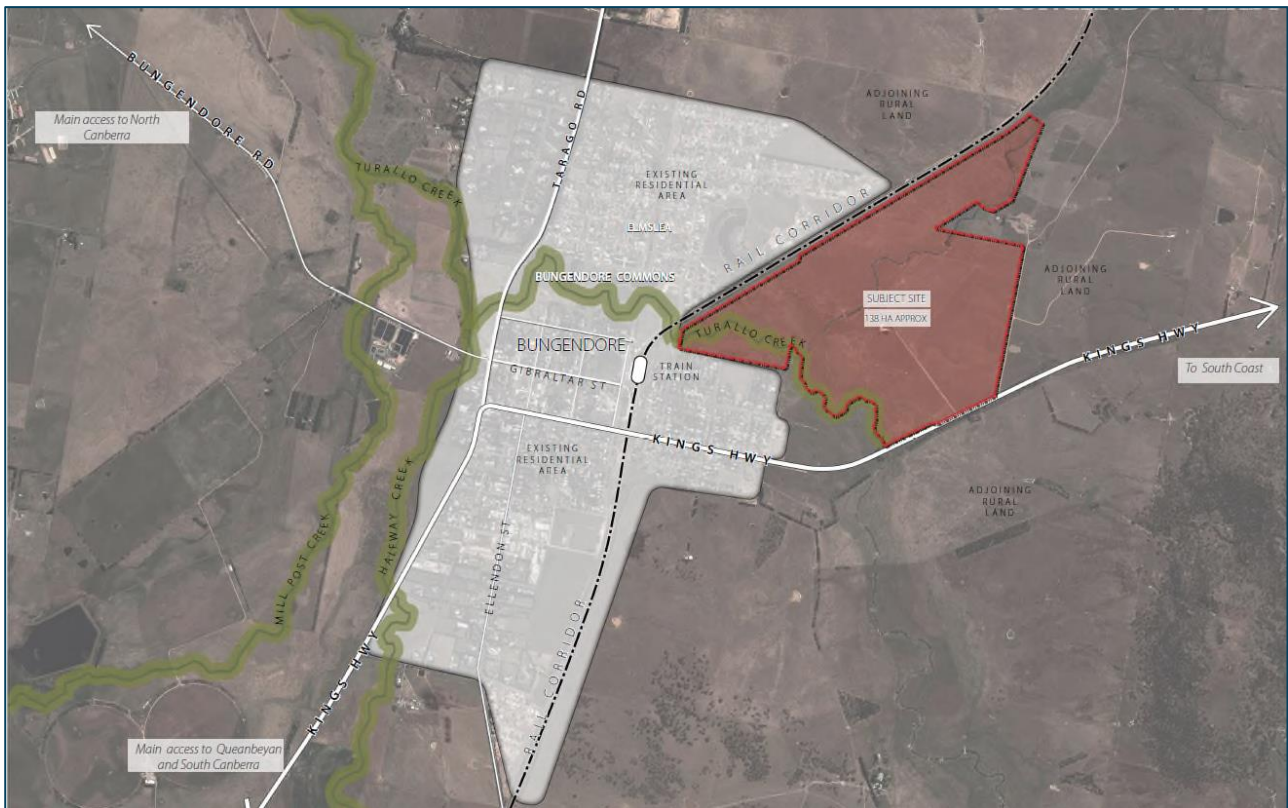 BUNGENDORE RD
Main access to North
Canberra
TURALLO CREEK
TARAGO RD
ADJOINING
RURAL
LAND
EXISTING
RESIDENTIAL
AREA
ELMSLEA
RAIL CORRIDOR
BUNGENDORE COMMONS
ADJOINING
RURAL
LAND
SUBJECT SITE
138 HA APPROX
TURALLO CREEK
KINGS HWY
To South Coast
BUNGENDORE
GIBRALTAR ST
TRAIN
STATION
KINGS HWY
EXISTING
RESIDENTIAL
AREA
ADJOINING
RURAL
LAND
HALFWAY CREEK
MILL POST CREEK
ELLENDON ST
RAIL CORRIDOR
KINGS HWY
Main access to Queanbeyan
and South Canberra